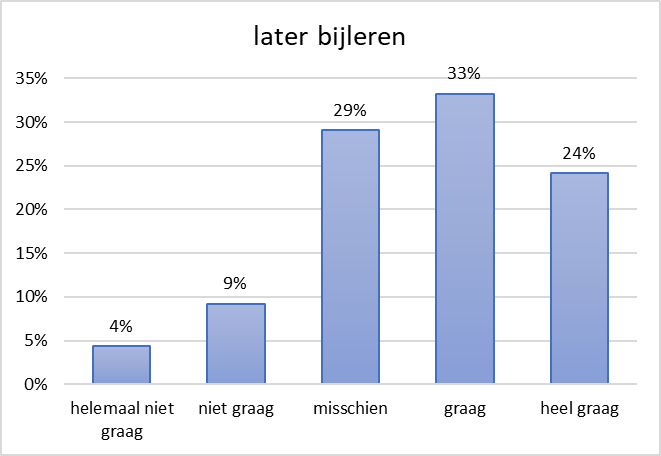 later bijleren
35%
30%
25%
20%
15%
10%
5%
0%
4%
9%
29%
33%
24%
helemaal niet
graag
niet graag
misschien
graag
heel graag